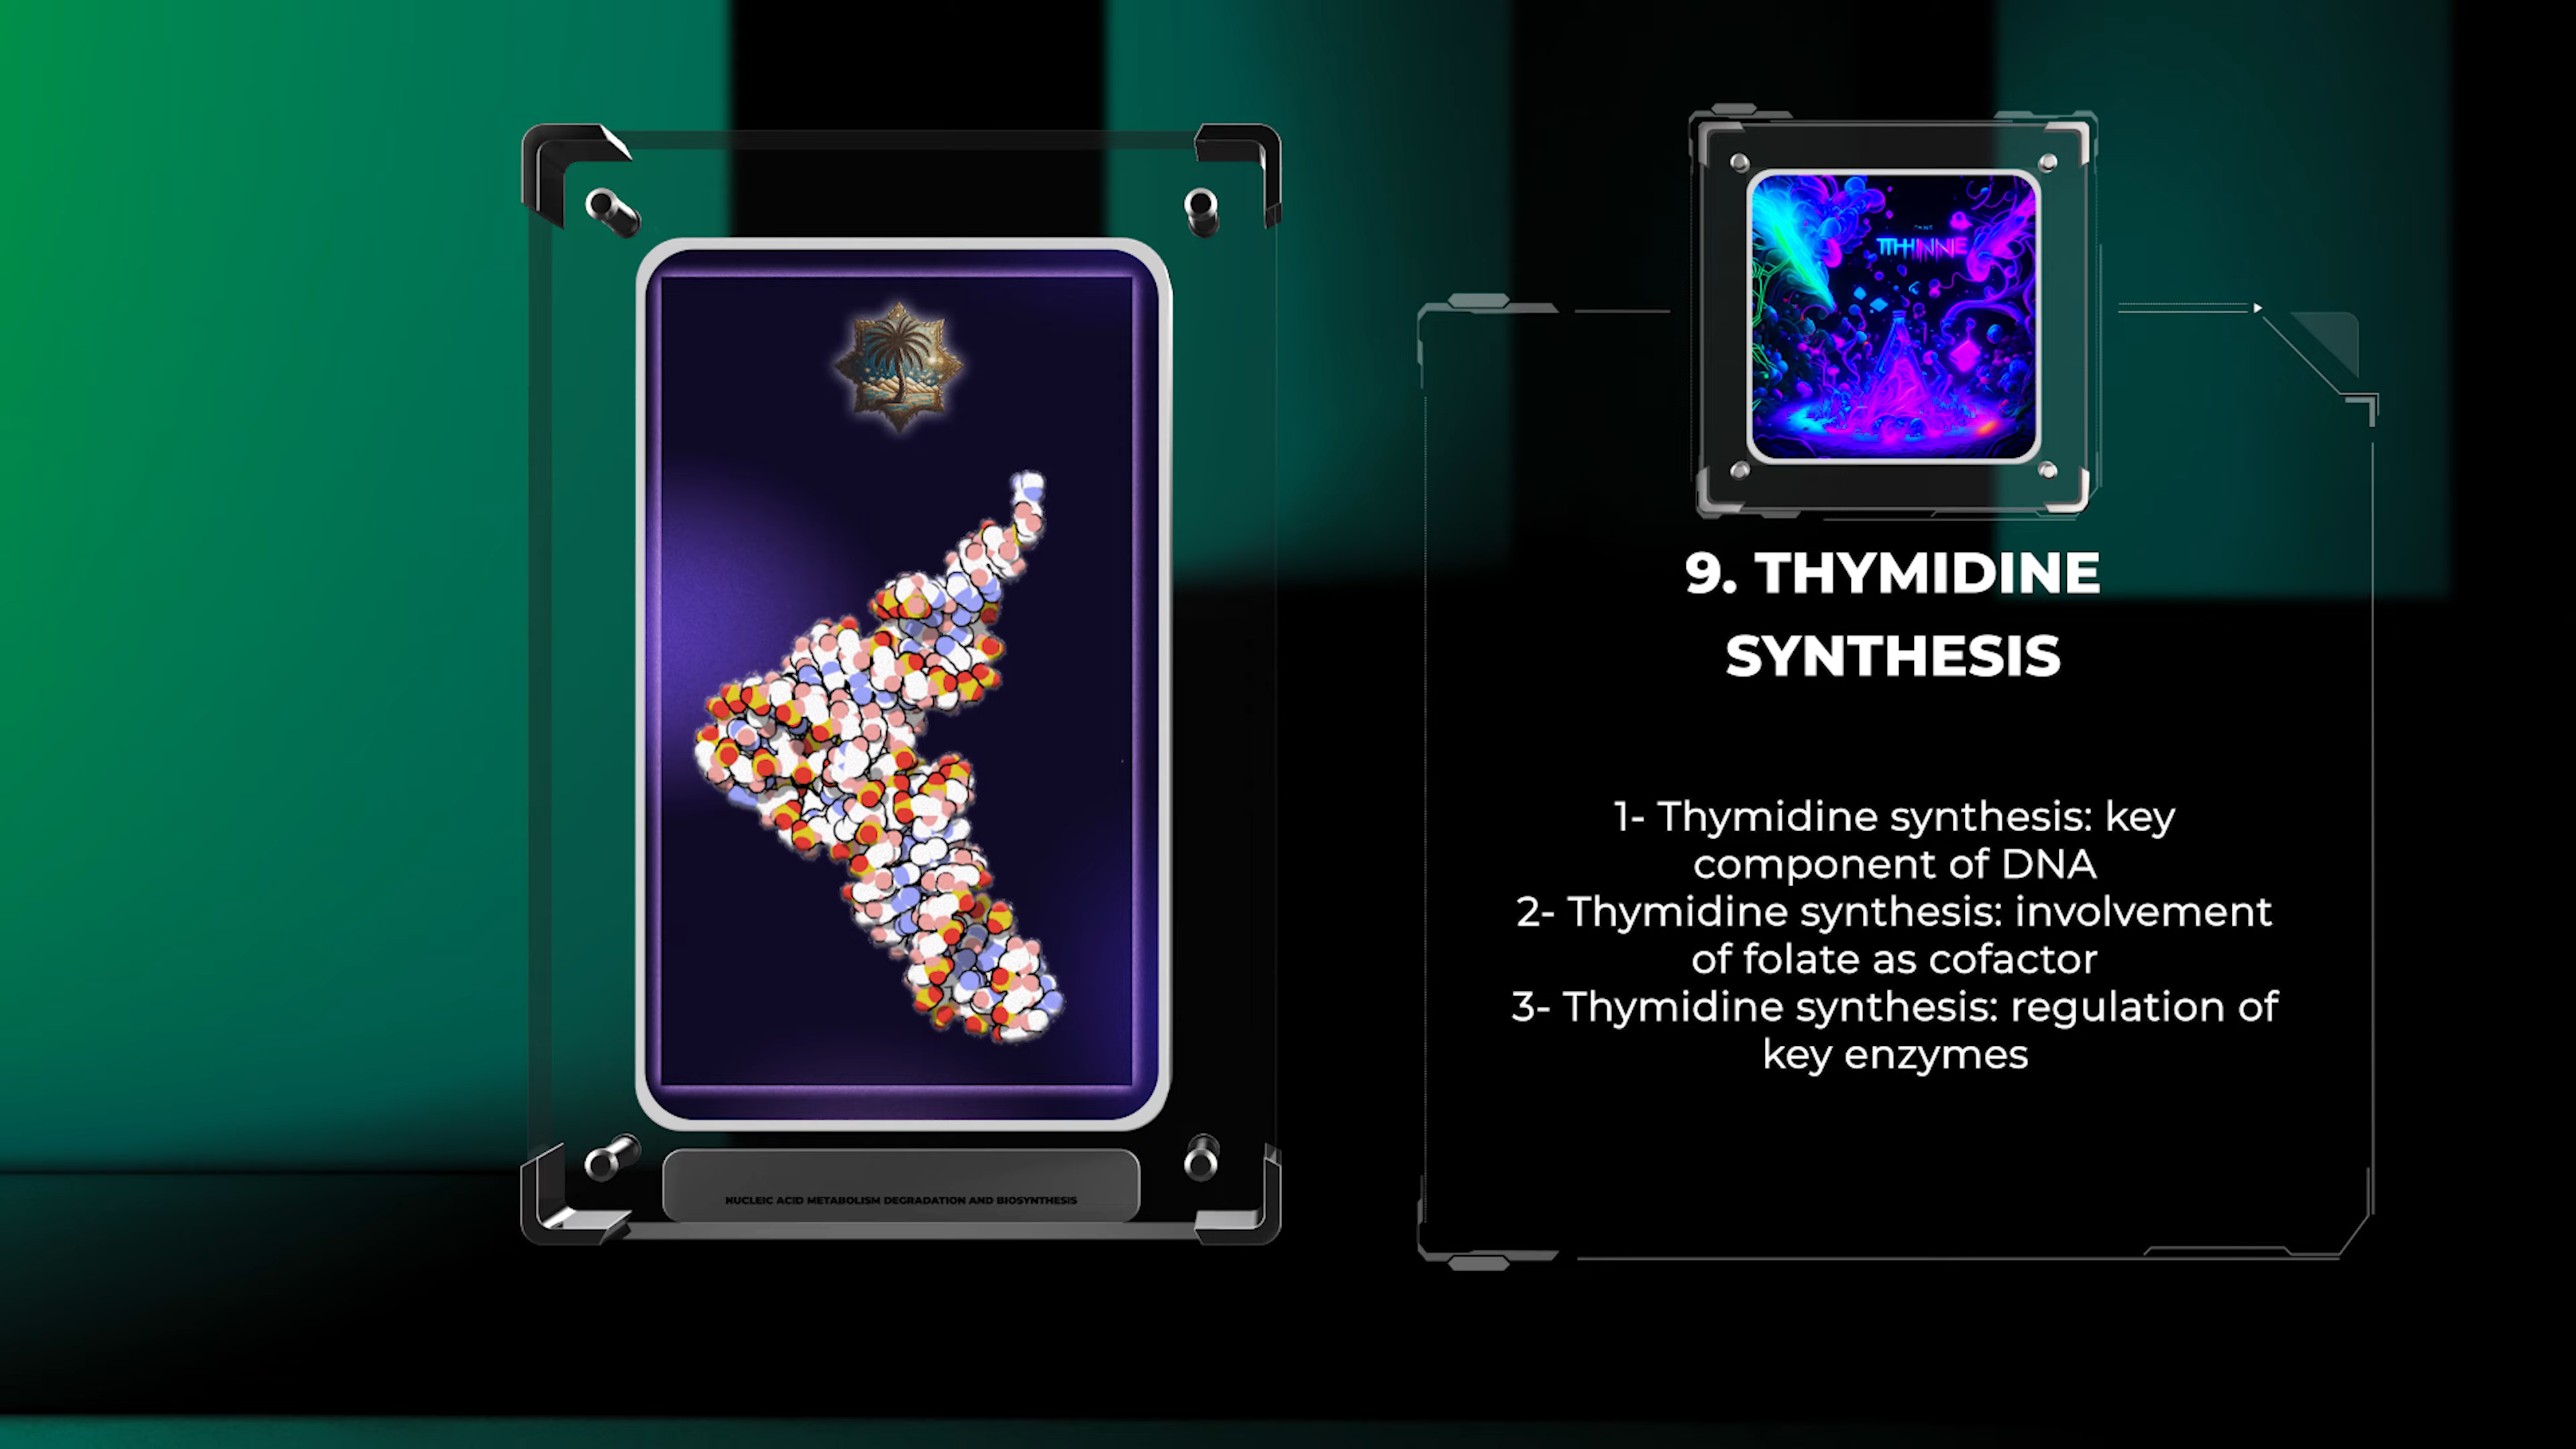 TTHINNE
9. THYMIDINE
SYNTHESIS
1- Thymidine synthesis: key
component of DNA
2- Thymidine synthesis: involvement
of folate as cofactor
3- Thymidine synthesis: regulation of
key enzymes
NUCLEIC ACID METABOLISM DEGRADATION AND BIOSYNTHESIS